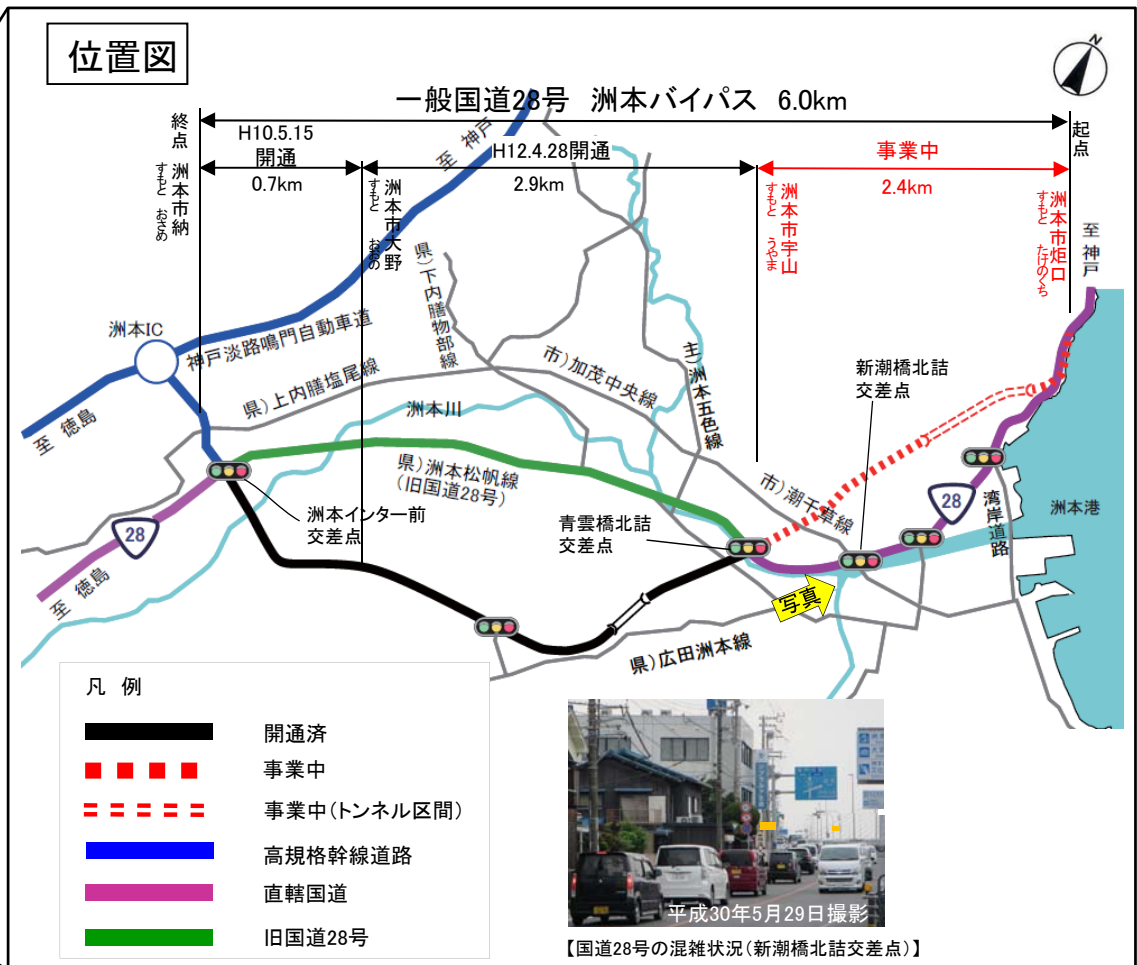 位置図
N
一般国道28号 洲本バイパス 6.0km
終点
起点
H10.5.15
開通
0.7km
至 神戸
H12.4.28開通
2.9km
事業中
2.4km
洲本市納
すもと おさめ
洲本市大野
すもと おおの
洲本市宇山
すもと うやま
洲本市炬口
すもと たけのくち
至 神戸
県)下内膳物部線
洲本IC
神戸淡路鳴門自動車道
県)上内膳塩尾線
市)加茂中央線
主)洲本五色線
新潮橋北詰
交差点
至 徳島
洲本川
県)洲本松帆線
(旧国道28号)
市)潮千草線
28
湾岸道路
洲本港
洲本インター前
交差点
青雲橋北詰
交差点
28
至 徳島
写真
県)広田洲本線
凡 例
開通済
事業中
事業中(トンネル区間)
高規格幹線道路
直轄国道
旧国道28号
平成30年5月29日撮影
【国道28号の混雑状況(新潮橋北詰交差点)】